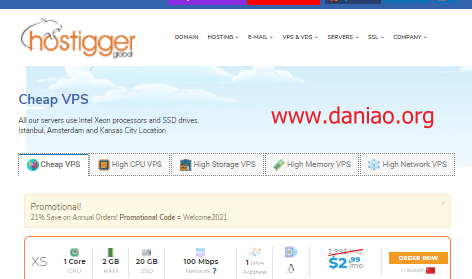 hostigger
global
DOMAIN HOSTING E-MAIL VPS & VDS SERVERS SSL COMPANY
Cheap VPS
www.daniao.org
All our servers use Intel Xeon processors and SSD drives.
Istanbul, Amsterdam and Kansas City Location
Cheap VPS High CPU VPS High Storage VPS High Memory VPS High Network VPS
Promotional!
21% Save on Annual Orders! Promotional Code = Welcome2021
XS
1 Core
CPU
2 GB
RAM
20 GB
SSD
100 Mbps
Network ?
1 IPv4
Address
3.99$/mo
$2.99/mo
ORDER NOW
1 Location